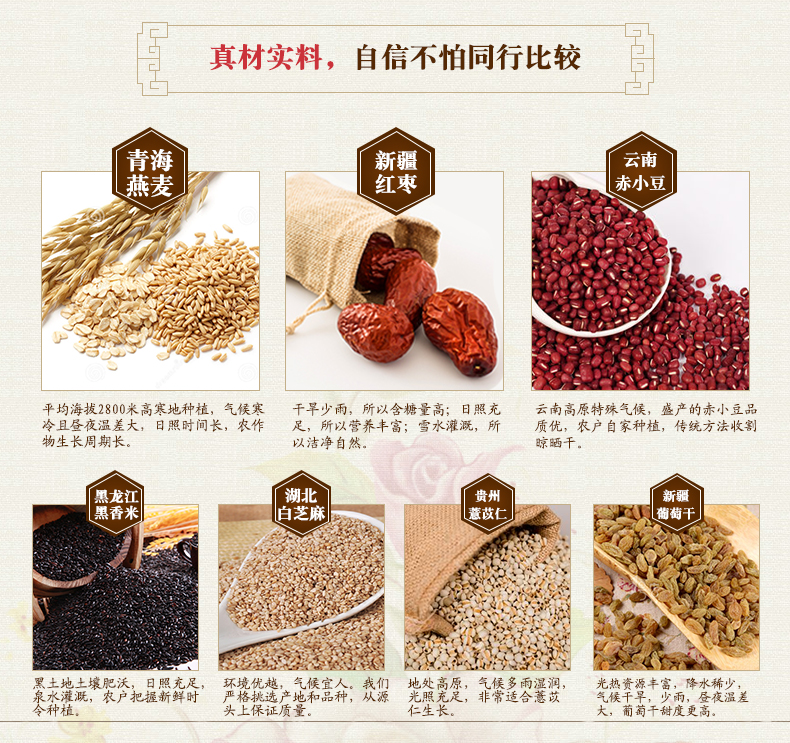 真材实料，自信不怕同行比较
青海
燕麦
新疆
红枣
云南
赤小豆
平均海拔2800米高寒地种植，气候寒
冷且昼夜温差大，日照时间长，农作
物生长周期长。
干旱少雨，所以含糖量高；日照充
足，所以营养丰富；雪水灌溉，所
以洁净自然。
云南高原特殊气候，盛产的赤小豆品
质优，农户自家种植，传统方法收割
晾晒干。
黑龙江
黑香米
湖北
白芝麻
贵州
薏苡仁
新疆
葡萄干
黑土地土壤肥沃，日照充足，
泉水灌溉，农户把握新鲜时
令种植。
环境优越，气候宜人。我们
严格挑选产地和品种，从源
头上保证质量。
地处高原，气候多雨湿润，
光照充足，非常适合薏苡
仁生长。
光热资源丰富，降水稀少，
气候干旱，少雨，昼夜温差
大，葡萄干甜度更高。